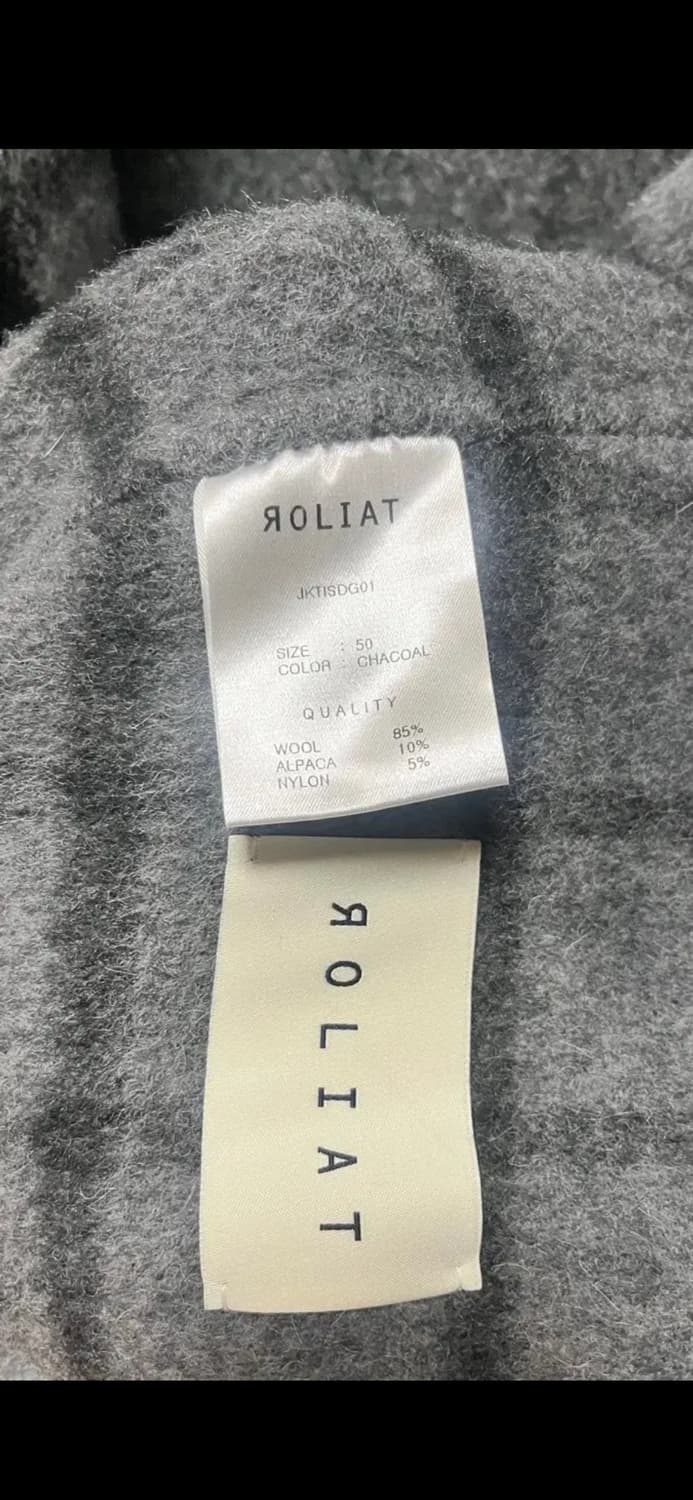 ЯOLIAT
JKTISDG01
SIZE : 50
COLOR : CHACOAL
QUALITY
WOOL 85%
ALPACA 10%
NYLON 5%
ЯOLIAT